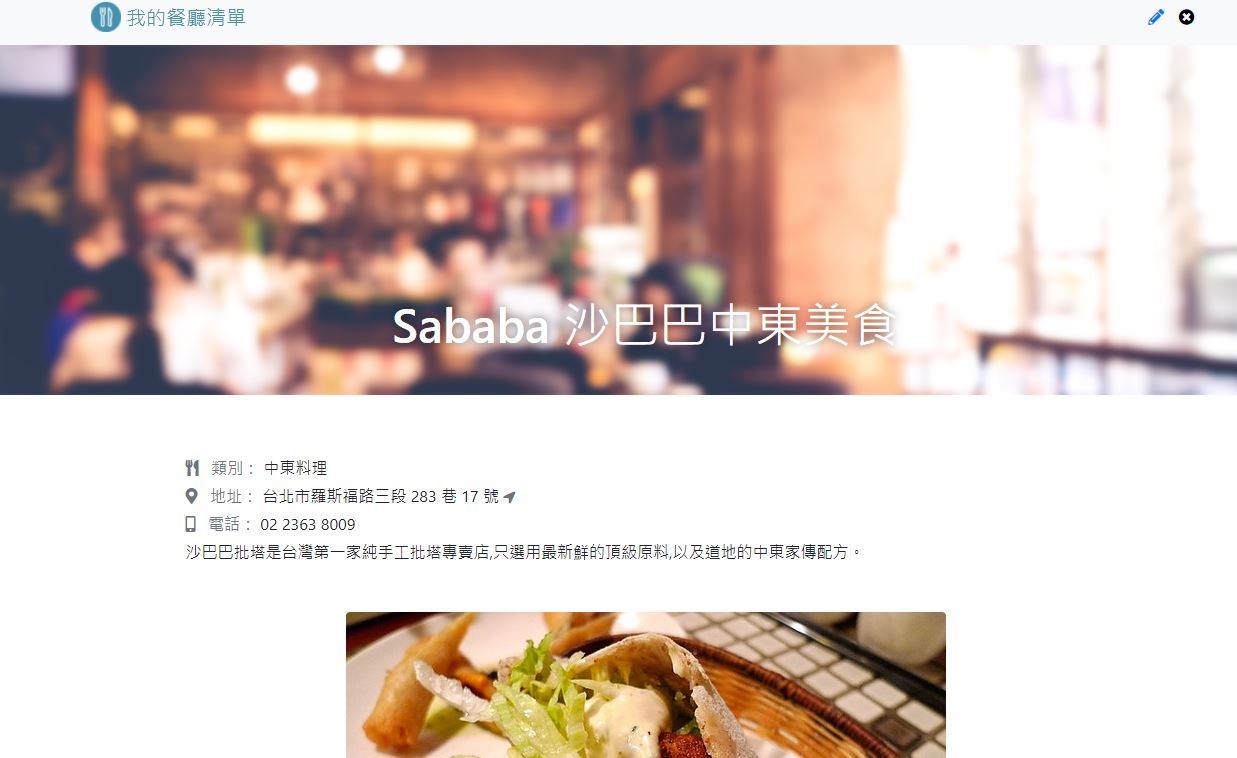 我的餐廳清單
Sababa 沙巴巴中東美食
類別： 中東料理
地址： 台北市羅斯福路三段 283 巷 17 號
電話： 02 2363 8009
沙巴巴批塔是台灣第一家純手工批塔專賣店,只選用最新鮮的頂級原料,以及道地的中東家傳配方。